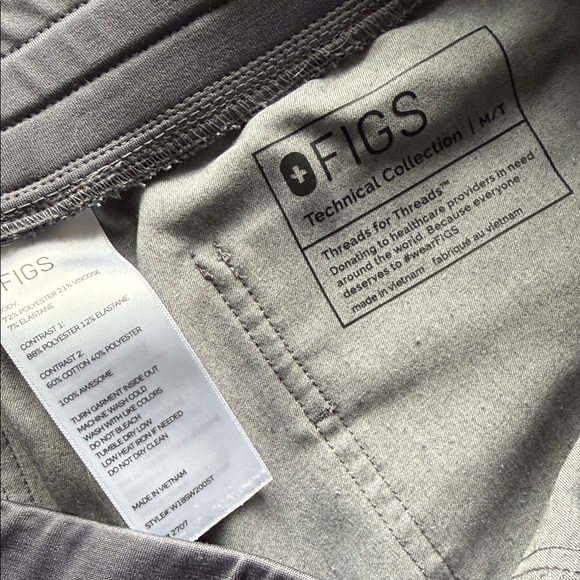 FIGS
Technical Collection | M/T
Threads for Threads™
Donating to healthcare providers in need
around the world. Because everyone
deserves to #wearFIGS
made in vietnam fabriqué au vietnam
FIGS
BODY:
72% POLYESTER 21% VISCOSE
7% ELASTANE
CONTRAST 1:
88% POLYESTER 12% ELASTANE
CONTRAST 2:
60% COTTON 40% POLYESTER
100% AWESOME
TURN GARMENT INSIDE OUT
MACHINE WASH COLD
WASH WITH LIKE COLORS
DO NOT BLEACH
TUMBLE DRY LOW
LOW HEAT IRON IF NEEDED
DO NOT DRY CLEAN
MADE IN VIETNAM
STYLE# W18SW200ST
2707